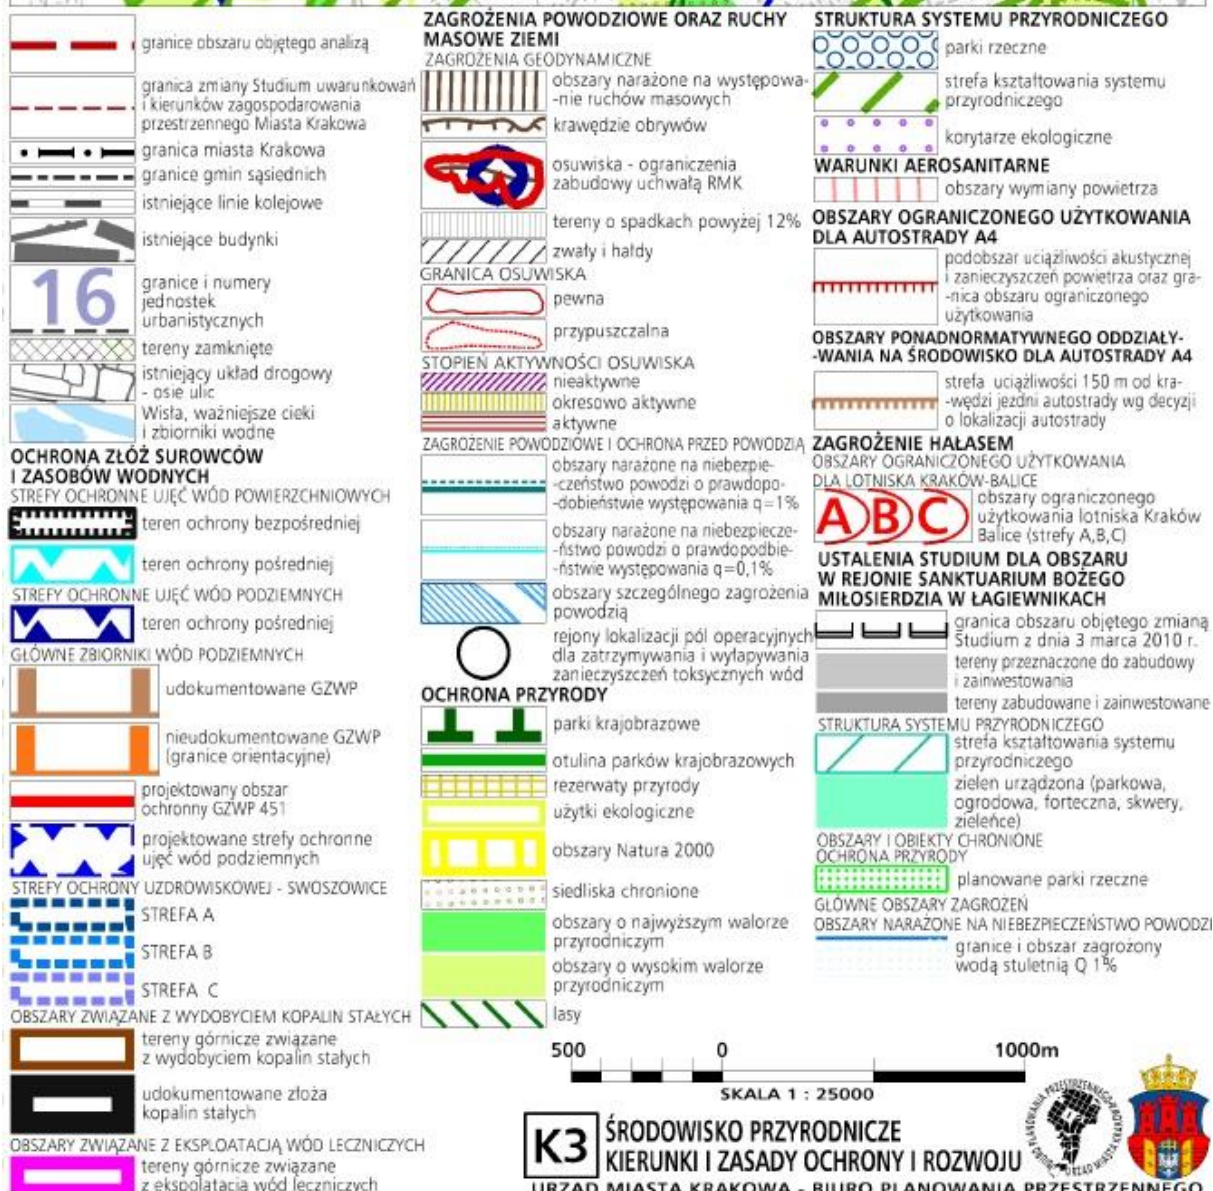 granice obszaru objętego analizą
granica zmiany Studium uwarunkowań
i kierunków zagospodarowania
przestrzennego Miasta Krakowa
granica miasta Krakowa
granice gmin sąsiednich
istniejące linie kolejowe
istniejące budynki
16
granice i numery
jednostek
urbanistycznych
tereny zamknięte
istniejący układ drogowy
- osie ulic
Wisła, ważniejsze cieki
i zbiorniki wodne
OCHRONA ZŁÓŻ SUROWCÓW
I ZASOBÓW WODNYCH
STREFY OCHRONNE UJĘĆ WÓD POWIERZCHNIOWYCH
teren ochrony bezpośredniej
teren ochrony pośredniej
STREFY OCHRONNE UJĘĆ WÓD PODZIEMNYCH
teren ochrony pośredniej
GŁÓWNE ZBIORNIKI WÓD PODZIEMNYCH
udokumentowane GZWP
nieudokumentowane GZWP
(granice orientacyjne)
projektowany obszar
ochronny GZWP 451
projektowane strefy ochronne
ujęć wód podziemnych
STREFY OCHRONY UZDROWISKOWEJ - SWOSZOWICE
STREFA A
STREFA B
STREFA C
OBSZARY ZWIĄZANE Z WYDOBYCIEM KOPALIN STAŁYCH
tereny górnicze związane
z wydobyciem kopalin stałych
udokumentowane złoża
kopalin stałych
OBSZARY ZWIĄZANE Z EKSPLOATACJĄ WÓD LECZNICZYCH
tereny górnicze związane
z eksploatacją wód leczniczych
ZAGROŻENIA POWODZIOWE ORAZ RUCHY
MASOWE ZIEMI
ZAGROŻENIA GEODYNAMICZNE
obszary narażone na występowa-
-nie ruchów masowych
krawędzie obrywów
osuwiska - ograniczenia
zabudowy uchwałą RMK
tereny o spadkach powyżej 12%
zwały i hałdy
GRANICA OSUWISKA
pewna
przypuszczalna
STOPIEŃ AKTYWNOŚCI OSUWISKA
nieaktywne
okresowo aktywne
aktywne
ZAGROŻENIE POWODZIOWE I OCHRONA PRZED POWODZIĄ
obszary narażone na niebezpie-
-czeństwo powodzi o prawdopo-
-dobieństwie występowania q=1%
obszary narażone na niebezpiecze-
-ństwo powodzi o prawdopodbie-
-ństwie występowania q=0,1%
obszary szczególnego zagrożenia
powodzią
rejony lokalizacji pól operacyjnych
dla zatrzymywania i wyłapywania
zanieczyszczeń toksycznych wód
OCHRONA PRZYRODY
parki krajobrazowe
otulina parków krajobrazowych
rezerwaty przyrody
użytki ekologiczne
obszary Natura 2000
siedliska chronione
obszary o najwyższym walorze
przyrodniczym
obszary o wysokim walorze
przyrodniczym
lasy
STRUKTURA SYSTEMU PRZYRODNICZEGO
parki rzeczne
strefa kształtowania systemu
przyrodniczego
korytarze ekologiczne
WARUNKI AEROSANITARNE
obszary wymiany powietrza
OBSZARY OGRANICZONEGO UŻYTKOWANIA
DLA AUTOSTRADY A4
podobszar uciążliwości akustycznej
i zanieczyszczeń powietrza oraz gra-
-nica obszaru ograniczonego
użytkowania
OBSZARY PONADNORMATYWNEGO ODDZIAŁY-
-WANIA NA ŚRODOWISKO DLA AUTOSTRADY A4
strefa uciążliwości 150 m od kra-
-wędzi jezdni autostrady wg decyzji
o lokalizacji autostrady
ZAGROŻENIE HAŁASEM
OBSZARY OGRANICZONEGO UŻYTKOWANIA
DLA LOTNISKA KRAKÓW-BALICE
ABC
obszary ograniczonego
użytkowania lotniska Kraków
Balice (strefy A,B,C)
USTALENIA STUDIUM DLA OBSZARU
W REJONIE SANKTUARIUM BOŻEGO
MIŁOSIERDZIA W ŁAGIEWNIKACH
granica obszaru objętego zmianą
Studium z dnia 3 marca 2010 r.
tereny przeznaczone do zabudowy
i zainwestowania
tereny zabudowane i zainwestowane
STRUKTURA SYSTEMU PRZYRODNICZEGO
strefa kształtowania systemu
przyrodniczego
zielen urządzona (parkowa,
ogrodowa, forteczna, skwery,
zieleńce)
OBSZARY I OBIEKTY CHRONIONE
OCHRONA PRZYRODY
planowane parki rzeczne
GŁÓWNE OBSZARY ZAGROŻEŃ
OBSZARY NARAŻONE NA NIEBEZPIECZEŃSTWO POWODZI
granice i obszar zagrożony
wodą stuletnią Q 1%
500 0 1000m
SKALA 1 : 25000
K3
ŚRODOWISKO PRZYRODNICZE
KIERUNKI I ZASADY OCHRONY I ROZWOJU
URZĄD MIASTA KRAKOWA - BIURO PLANOWANIA PRZESTRZENNEGO